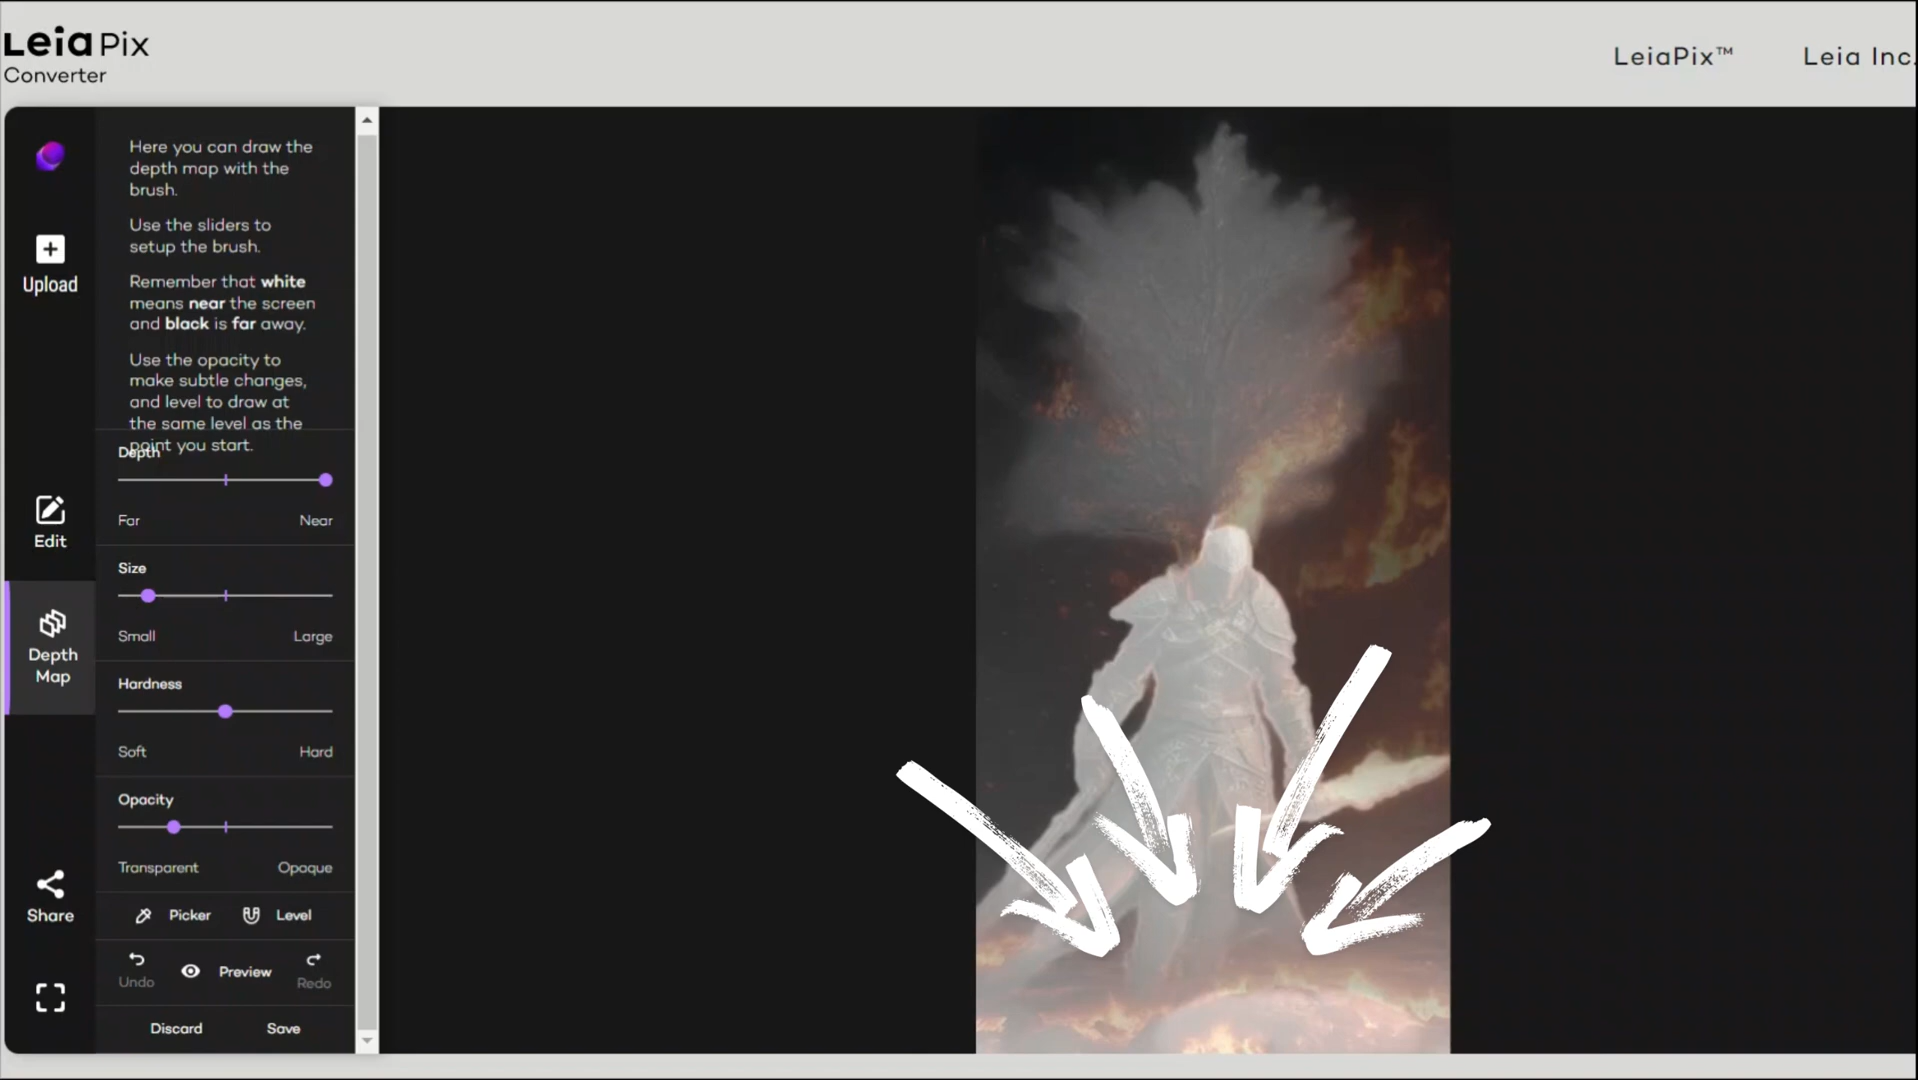 Leia Pix
Converter
LeiaPix™
Leia Inc.
Upload
Edit
Depth
Map
Share
Here you can draw the
depth map with the
brush.
Use the sliders to
setup the brush.
Remember that white
means near the screen
and black is far away.
Use the opacity to
make subtle changes,
and level to draw at
the same level as the
point you start.
Depth
Far Near
Size
Small Large
Hardness
Soft Hard
Opacity
Transparent Opaque
Picker Level
Undo Preview Redo
Discard Save